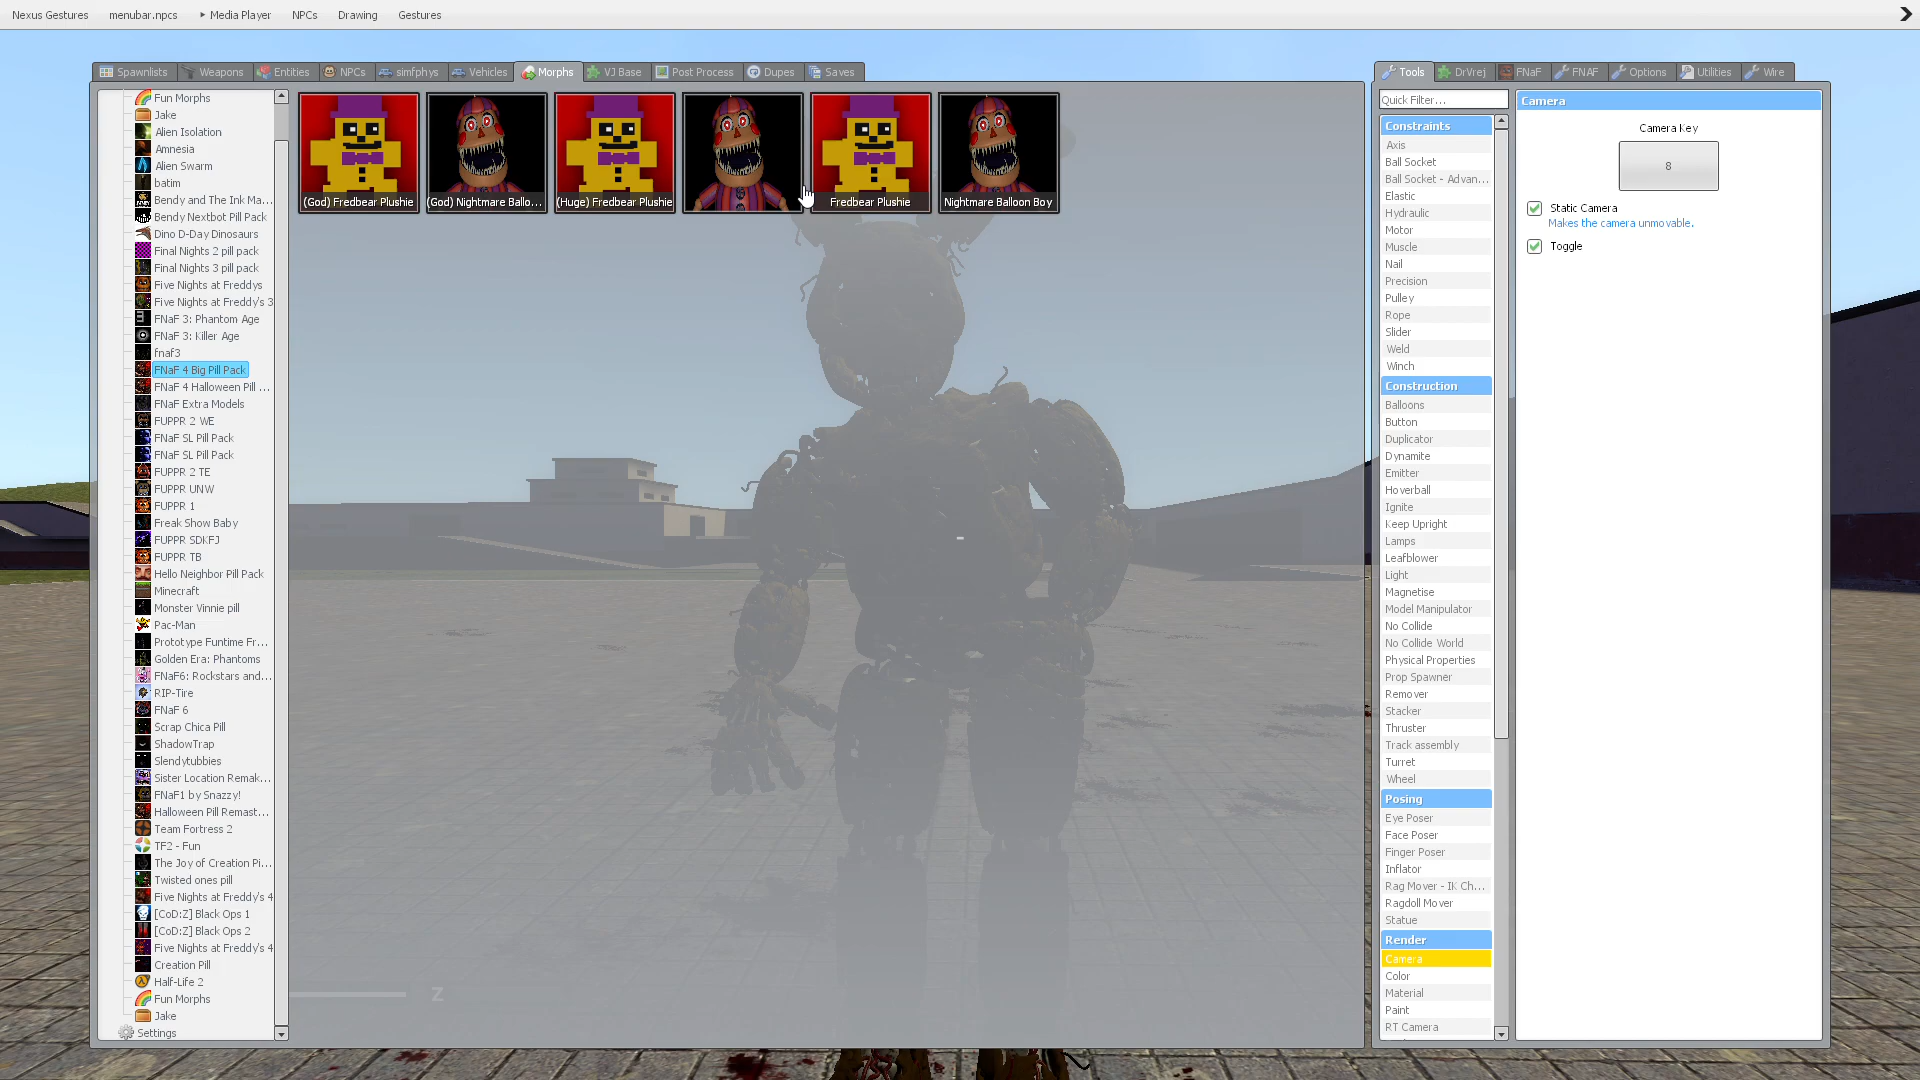 Nexus Gestures
menubar.npcs
Media Player
NPCs
Drawing
Gestures
Spawnlists
Weapons
Entities
NPCs
simfphys
Vehicles
Morphs
VJ Base
Post Process
Dupes
Saves
Tools
DrVrej
FNaF
FNAF
Options
Utilities
Wire
Fun Morphs
Jake
Alien Isolation
Amnesia
Alien Swarm
batim
Bendy and The Ink Ma...
Bendy Nextbot Pill Pack
Dino D-Day Dinosaurs
Final Nights 2 pill pack
Final Nights 3 pill pack
Five Nights at Freddys
Five Nights at Freddy's 3
FNaF 3: Phantom Age
FNaF 3: Killer Age
fnaf3
FNaF 4 Big Pill Pack
FNaF 4 Halloween Pill ...
FNaF Extra Models
FUPPR 2 WE
FNaF SL Pill Pack
FNaF SL Pill Pack
FUPPR 2 TE
FUPPR UNW
FUPPR 1
Freak Show Baby
FUPPR SDKFJ
FUPPR TB
Hello Neighbor Pill Pack
Minecraft
Monster Vinnie pill
Pac-Man
Prototype Funtime Fr...
Golden Era: Phantoms
FNaF6: Rockstars and...
RIP-Tire
FNaF 6
Scrap Chica Pill
ShadowTrap
Slendytubbies
Sister Location Remak...
FNaF1 by Snazzy!
Halloween Pill Remast...
Team Fortress 2
TF2 - Fun
The Joy of Creation Pi...
Twisted ones pill
Five Nights at Freddy's 4
[CoD:Z] Black Ops 1
[CoD:Z] Black Ops 2
Five Nights at Freddy's 4
Creation Pill
Half-Life 2
Fun Morphs
Jake
Settings
(God) Fredbear Plushie
(God) Nightmare Ballo...
(Huge) Fredbear Plushie
Fredbear Plushie
Nightmare Balloon Boy
Z
Quick Filter...
Constraints
Axis
Ball Socket
Ball Socket - Advan...
Elastic
Hydraulic
Motor
Muscle
Nail
Precision
Pulley
Rope
Slider
Weld
Winch
Construction
Balloons
Button
Duplicator
Dynamite
Emitter
Hoverball
Ignite
Keep Upright
Lamps
Leafblower
Light
Magnetise
Model Manipulator
No Collide
No Collide World
Physical Properties
Prop Spawner
Remover
Stacker
Thruster
Track assembly
Turret
Wheel
Posing
Eye Poser
Face Poser
Finger Poser
Inflator
Rag Mover - IK Ch...
Ragdoll Mover
Statue
Render
Camera
Color
Material
Paint
RT Camera
Camera
Camera Key
8
Static Camera
Makes the camera unmovable.
Toggle